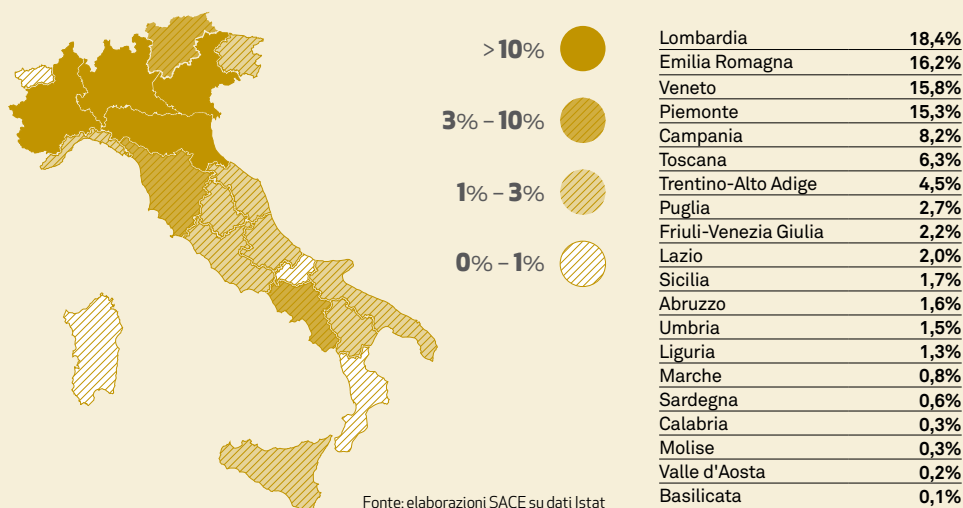 >10%
3% – 10%
1% – 3%
0% – 1%
Lombardia 18,4%
Emilia Romagna 16,2%
Veneto 15,8%
Piemonte 15,3%
Campania 8,2%
Toscana 6,3%
Trentino-Alto Adige 4,5%
Puglia 2,7%
Friuli-Venezia Giulia 2,2%
Lazio 2,0%
Sicilia 1,7%
Abruzzo 1,6%
Umbria 1,5%
Liguria 1,3%
Marche 0,8%
Sardegna 0,6%
Calabria 0,3%
Molise 0,3%
Valle d'Aosta 0,2%
Basilicata 0,1%
Fonte: elaborazioni SACE su dati Istat